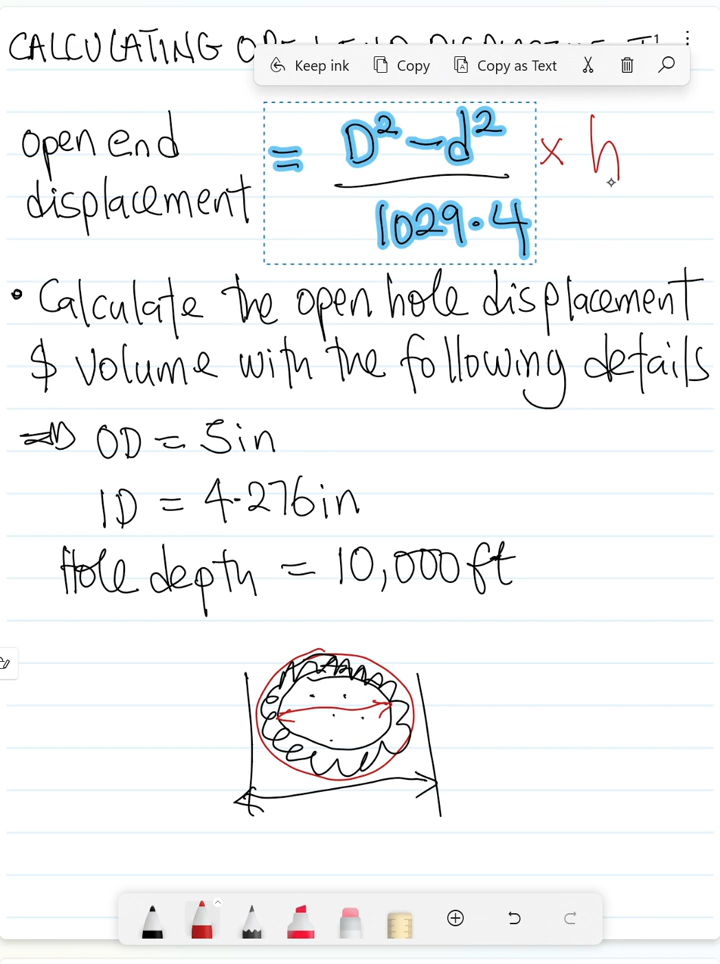 CALCULATING
Keep ink Copy Copy as Text
open end displacement = D² - d² / 1029.4 × h
• Calculate the open hole displacement
$ volume with the following details
⇒ OD = 5in
ID = 4.276in
Hole depth = 10,000ft